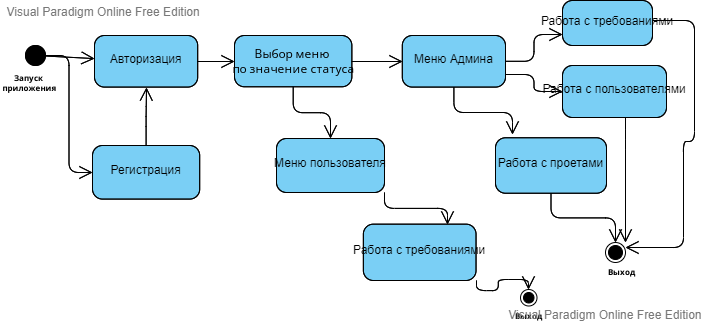 Visual Paradigm Online Free Edition
Запуск
приложения
Авторизация
Выбор меню
по значение статуса
Меню Админа
Работа с требованиями
Работа с пользователями
Регистрация
Меню пользователя
Работа с проетами
Работа с требованиями
Выход
Выход
Visual Paradigm Online Free Edition